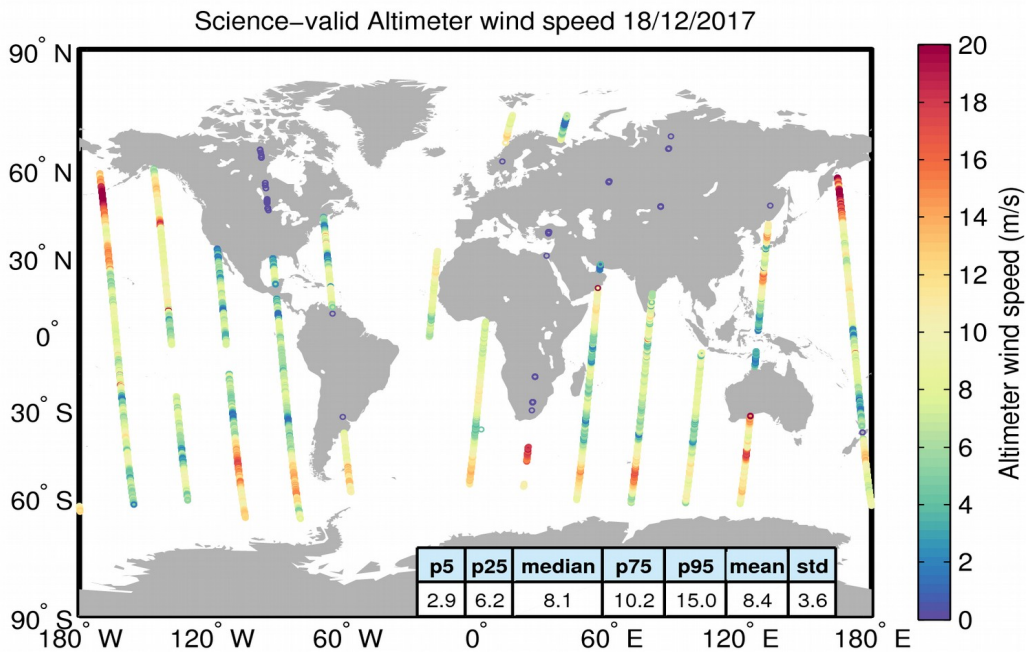 Science−valid Altimeter wind speed 18/12/2017
90° N
60° N
30° N
0°
30° S
60° S
90° S
180° W
120° W
60° W
0°
60° E
120° E
180° E
p5 p25 median p75 p95 mean std
2.9 6.2 8.1 10.2 15.0 8.4 3.6
20
18
16
14
12
10
8
6
4
2
0
Altimeter wind speed (m/s)